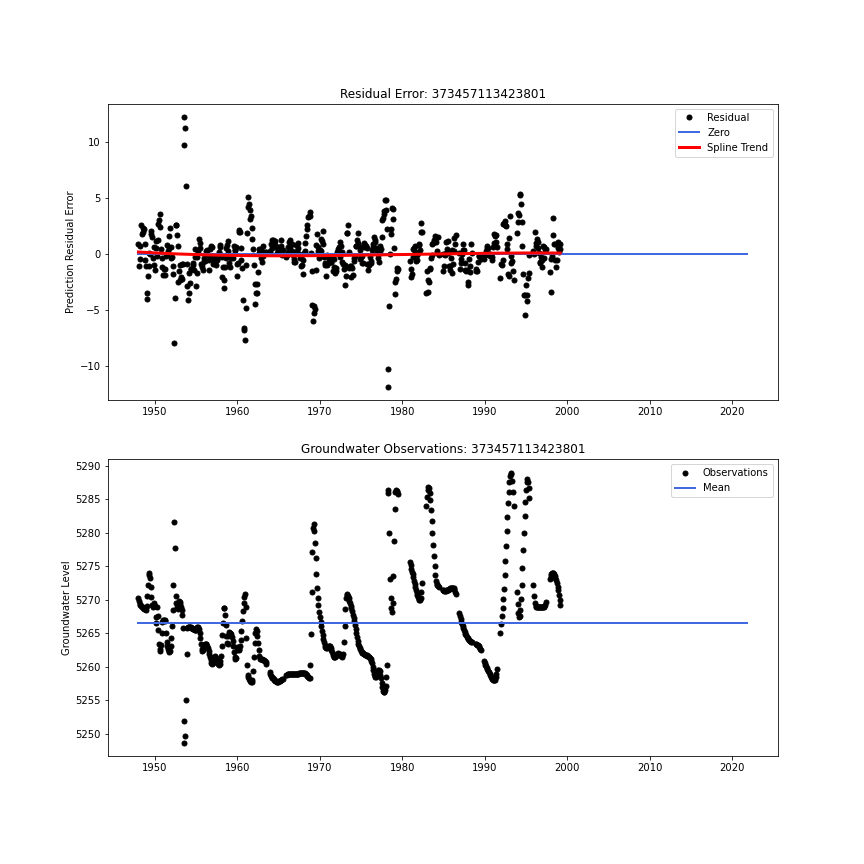 Residual Error: 373457113423801
Prediction Residual Error
10
5
0
−5
−10
Residual
Zero
Spline Trend
1950 1960 1970 1980 1990 2000 2010 2020
Groundwater Observations: 373457113423801
Groundwater Level
5290
5285
5280
5275
5270
5265
5260
5255
5250
Observations
Mean
1950 1960 1970 1980 1990 2000 2010 2020